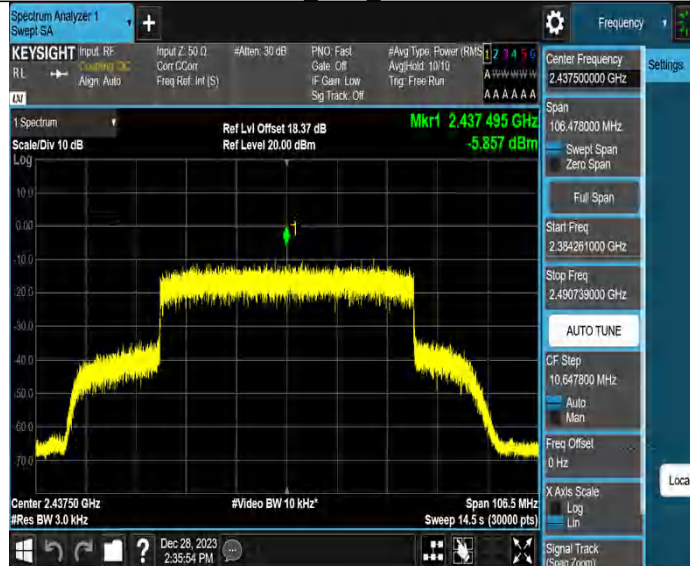 Spectrum Analyzer 1
Swept SA
Frequency
KEYSIGHT
RL
Input: RF
Coupling: DC
Align: Auto
Input Z: 50 Ω
Corr CCorr
Freq Ref: Int (S)
#Atten: 30 dB
PNO: Fast
Gate: Off
IF Gain: Low
Sig Track: Off
#Avg Type: Power (RMS
Avg|Hold: 10/10
Trig: Free Run
1 2 3 4 5 6
A W W W W W
A A A A A A
LXI
1 Spectrum
Scale/Div 10 dB
Log
Ref Lvl Offset 18.37 dB
Ref Level 20.00 dBm
Mkr1 2.437 495 GHz
-5.857 dBm
1
10.0
0.00
-10.0
-20.0
-30.0
-40.0
-50.0
-60.0
-70.0
Center 2.43750 GHz
#Res BW 3.0 kHz
#Video BW 10 kHz*
Span 106.5 MHz
Sweep 14.5 s (30000 pts)
Dec 28, 2023
2:35:54 PM
Center Frequency
2.437500000 GHz
Span
106.478000 MHz
Swept Span
Zero Span
Full Span
Start Freq
2.384261000 GHz
Stop Freq
2.490739000 GHz
AUTO TUNE
CF Step
10.647800 MHz
Auto
Man
Freq Offset
0 Hz
X Axis Scale
Log
Lin
Signal Track
(Span Zoom)
Settings
Loca